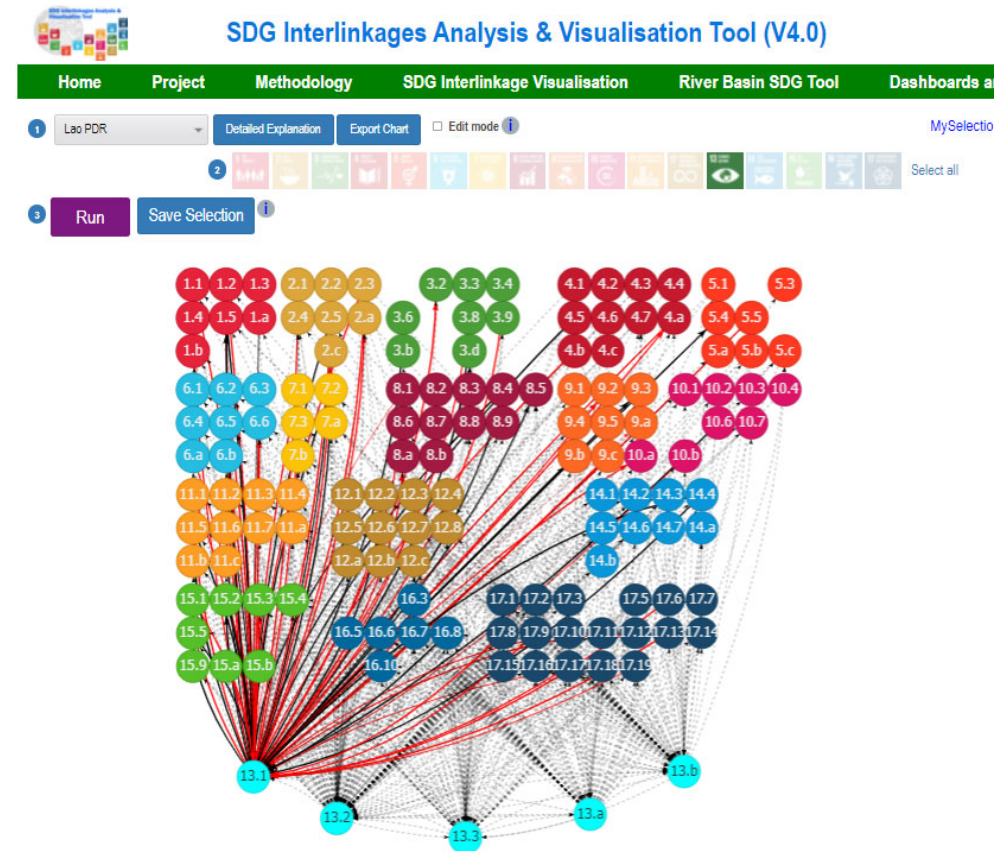 SDG Interlinkages Analysis &
Visualisation Tool
SDG Interlinkages Analysis & Visualisation Tool (V4.0)
Home Project Methodology SDG Interlinkage Visualisation River Basin SDG Tool Dashboards an
1 Lao PDR Detailed Explanation Export Chart Edit mode i MySelectio
2 Select all
3 Run Save Selection i
1.1 1.2 1.3 2.1 2.2 2.3 3.2 3.3 3.4 4.1 4.2 4.3 4.4 5.1 5.3
1.4 1.5 1.a 2.4 2.5 2.a 3.6 3.8 3.9 4.5 4.6 4.7 4.a 5.4 5.5
1.b 2.c 3.b 3.d 4.b 4.c 5.a 5.b 5.c
6.1 6.2 6.3 7.1 7.2 8.1 8.2 8.3 8.4 8.5 9.1 9.2 9.3 10.1 10.2 10.3 10.4
6.4 6.5 6.6 7.3 7.a 8.6 8.7 8.8 8.9 9.4 9.5 9.a 10.6 10.7
6.a 6.b 7.b 8.a 8.b 9.b 9.c 10.a 10.b
11.1 11.2 11.3 11.4 12.1 12.2 12.3 12.4 14.1 14.2 14.3 14.4
11.5 11.6 11.7 11.a 12.5 12.6 12.7 12.8 14.5 14.6 14.7 14.a
11.b 11.c 12.a 12.b 12.c 14.b
15.1 15.2 15.3 15.4 16.3 17.1 17.2 17.3 17.5 17.6 17.7
15.5 16.5 16.6 16.7 16.8 17.8 17.9 17.10 17.11 17.12 17.13 17.14
15.9 15.a 15.b 16.10 17.15 17.16 17.17 17.18 17.19
13.1 13.b
13.2 13.a
13.3